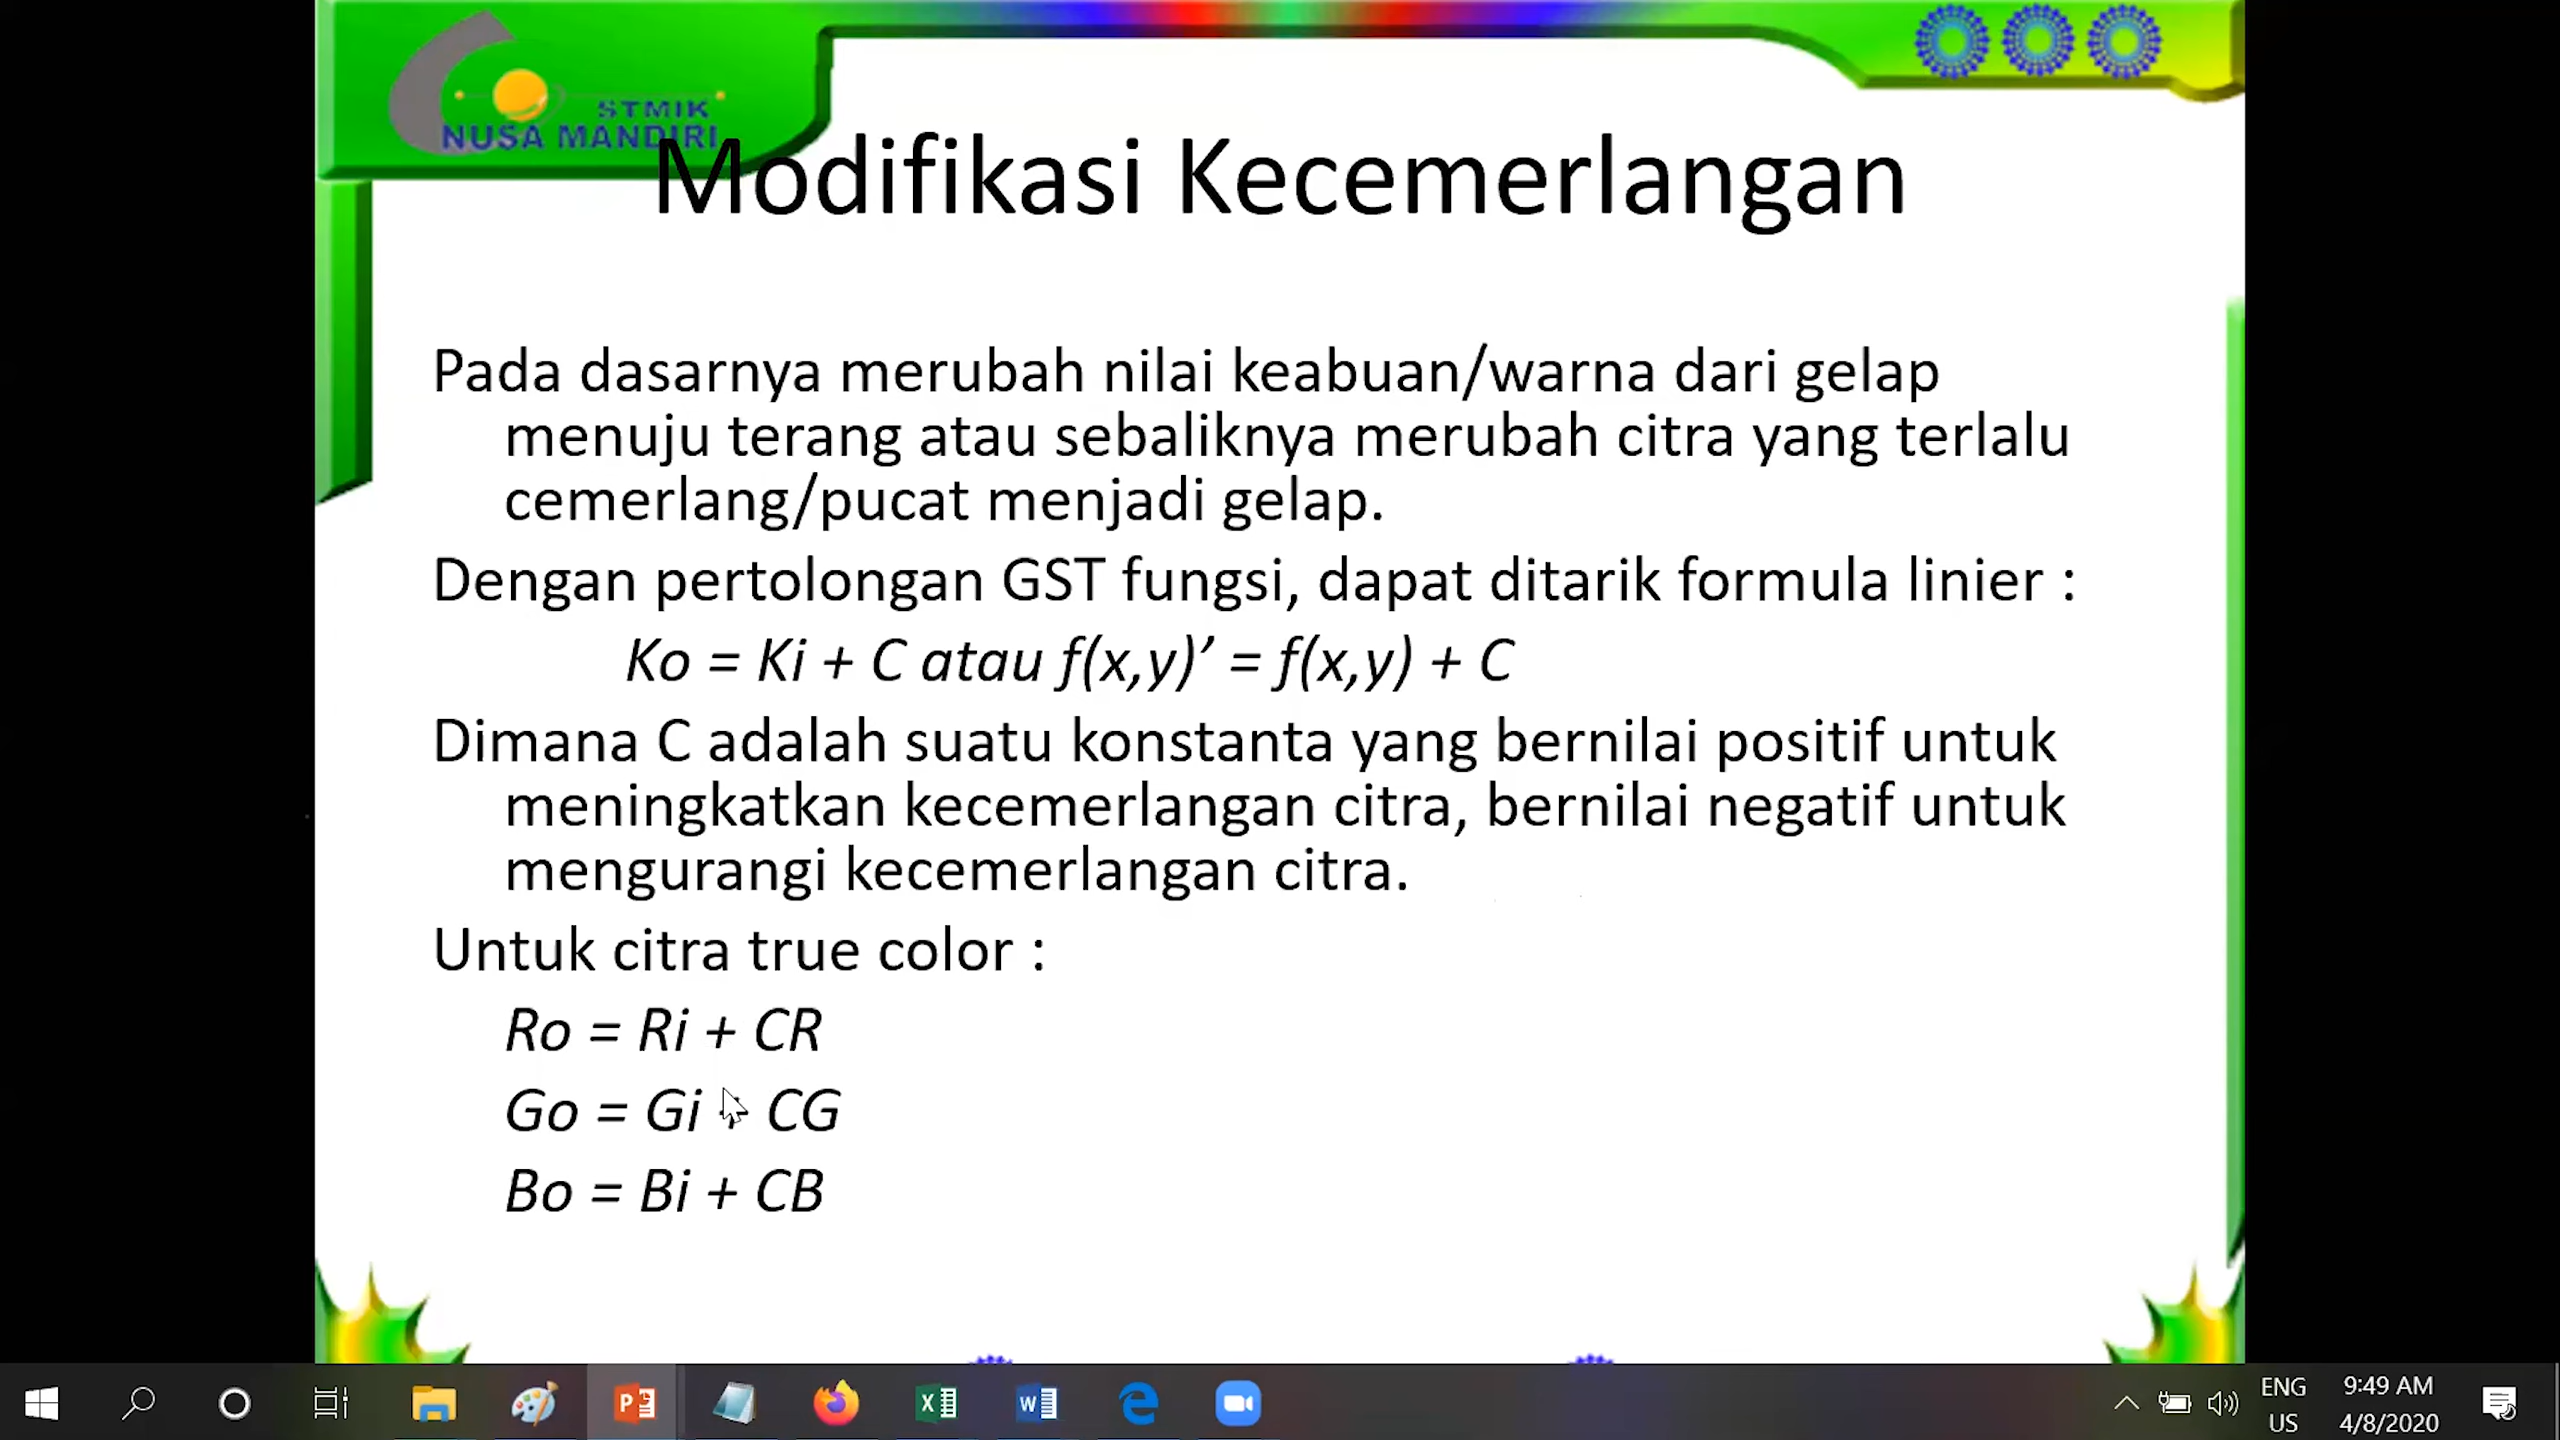 STMIK
NUSA MANDIRI
Modifikasi Kecemerlangan
Pada dasarnya merubah nilai keabuan/warna dari gelap
menuju terang atau sebaliknya merubah citra yang terlalu
cemerlang/pucat menjadi gelap.
Dengan pertolongan GST fungsi, dapat ditarik formula linier :
Ko = Ki + C atau f(x,y)’ = f(x,y) + C
Dimana C adalah suatu konstanta yang bernilai positif untuk
meningkatkan kecemerlangan citra, bernilai negatif untuk
mengurangi kecemerlangan citra.
Untuk citra true color :
Ro = Ri + CR
Go = Gi + CG
Bo = Bi + CB
ENG
US
9:49 AM
4/8/2020